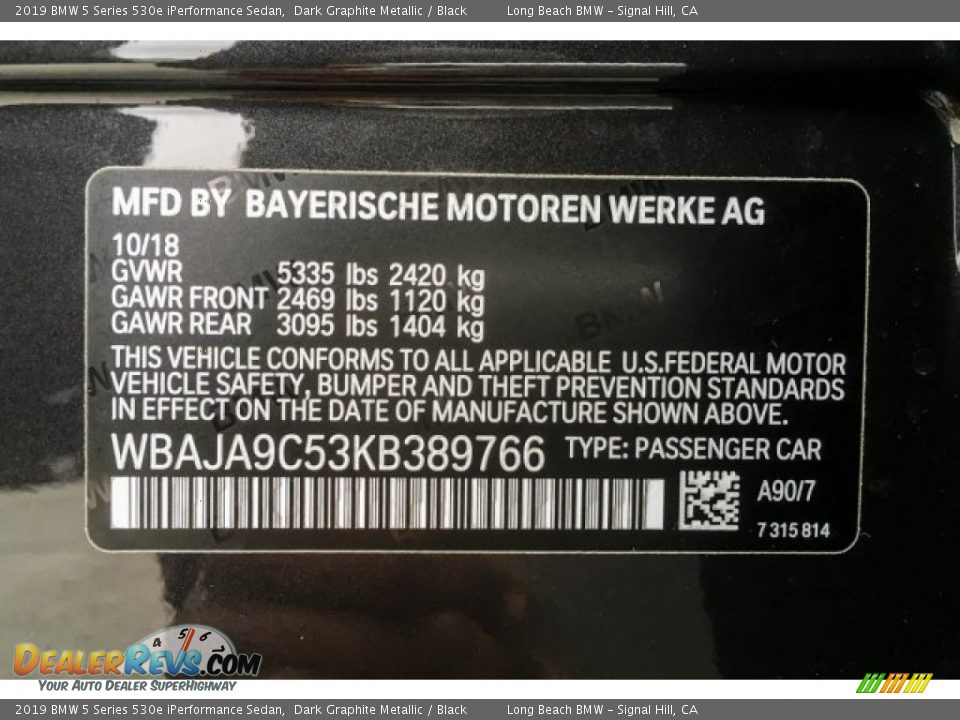 2019 BMW 5 Series 530e iPerformance Sedan, Dark Graphite Metallic / Black Long Beach BMW - Signal Hill, CA
MFD BY BAYERISCHE MOTOREN WERKE AG
10/18
GVWR 5335 lbs 2420 kg
GAWR FRONT 2469 lbs 1120 kg
GAWR REAR 3095 lbs 1404 kg
THIS VEHICLE CONFORMS TO ALL APPLICABLE U.S.FEDERAL MOTOR
VEHICLE SAFETY, BUMPER AND THEFT PREVENTION STANDARDS
IN EFFECT ON THE DATE OF MANUFACTURE SHOWN ABOVE.
WBAJA9C53KB389766 TYPE: PASSENGER CAR
A90/7
7315814
4 5 6
DEALERREVS.COM
YOUR AUTO DEALER SUPERHIGHWAY
2019 BMW 5 Series 530e iPerformance Sedan, Dark Graphite Metallic / Black Long Beach BMW - Signal Hill, CA